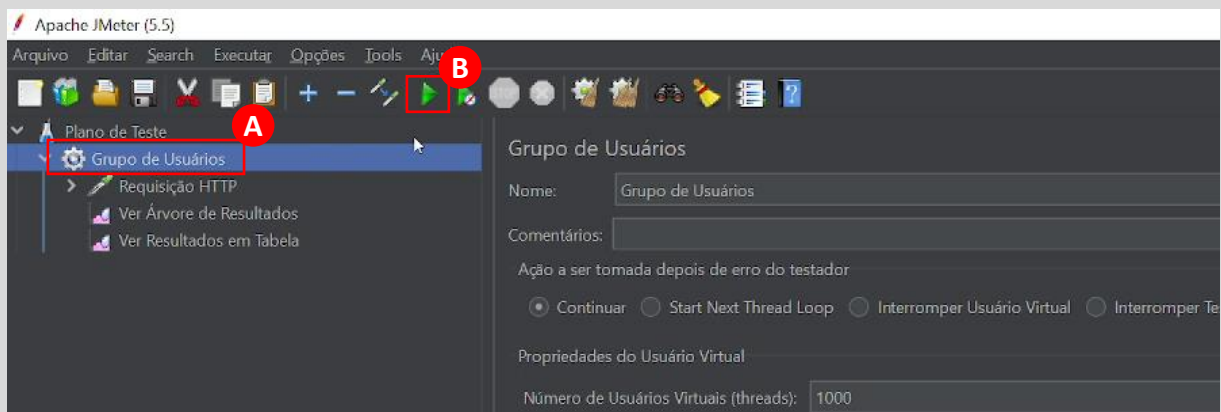 Apache JMeter (5.5)
Arquivo Editar Search Executar Opções Tools
B
A
Plano de Teste
Grupo de Usuários
Requisição HTTP
Ver Árvore de Resultados
Ver Resultados em Tabela
Grupo de Usuários
Nome: Grupo de Usuários
Comentários:
Ação a ser tomada depois de erro do testador
Continuar Start Next Thread Loop Interromper Usuário Virtual Interromper Te
Propriedades do Usuário Virtual
Número de Usuários Virtuais (threads): 1000